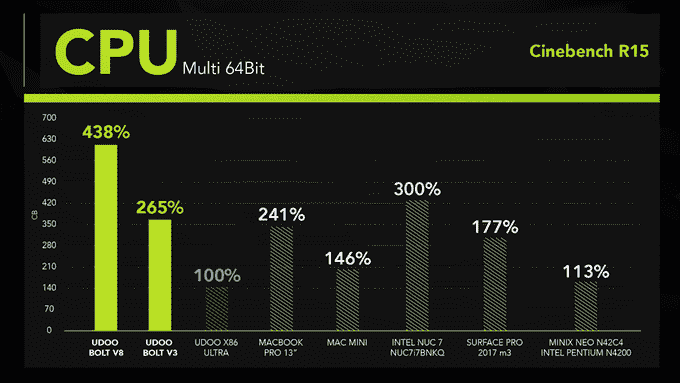 CPU
Multi 64Bit
Cinebench R15
700
630
560
490
420
350
280
210
140
70
0
CB
438%
265%
100%
241%
146%
300%
177%
113%
UDOO
BOLT V8
UDOO
BOLT V3
UDOO X86
ULTRA
MACBOOK
PRO 13"
MAC MINI
INTEL NUC 7
NUC7i7BNKQ
SURFACE PRO
2017 m3
MINIX NEO N42C4
INTEL PENTIUM N4200